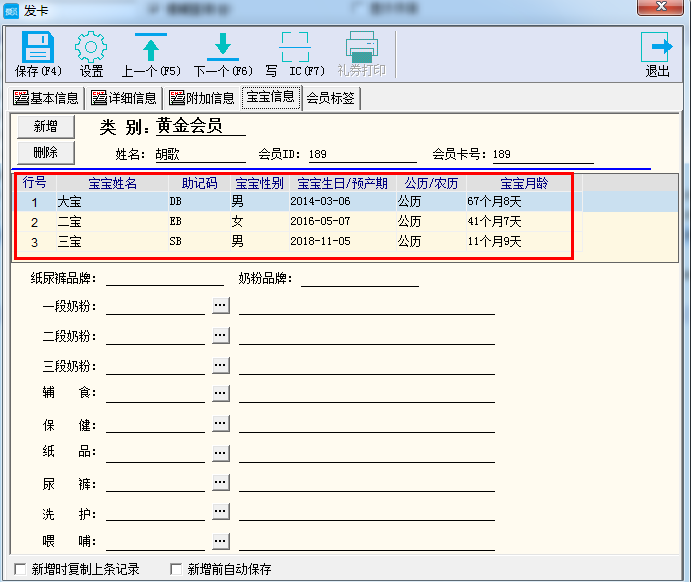 发卡
保存(F4) 设置 上一个(F5) 下一个(F6) 写 IC(F7) 礼券打印 退出
基本信息 详细信息 附加信息 宝宝信息 会员标签
新增 类 别：黄金会员
删除 姓名：胡歌 会员ID：189 会员卡号：189
行号 宝宝姓名 助记码 宝宝性别 宝宝生日/预产期 公历/农历 宝宝月龄
1 大宝 DB 男 2014-03-06 公历 67个月8天
2 二宝 EB 女 2016-05-07 公历 41个月7天
3 三宝 SB 男 2018-11-05 公历 11个月9天
纸尿裤品牌： 奶粉品牌：
一段奶粉： ...
二段奶粉： ...
三段奶粉： ...
辅 食： ...
保 健： ...
纸 品： ...
尿 裤： ...
洗 护： ...
喂 哺： ...
新增时复制上条记录 新增前自动保存